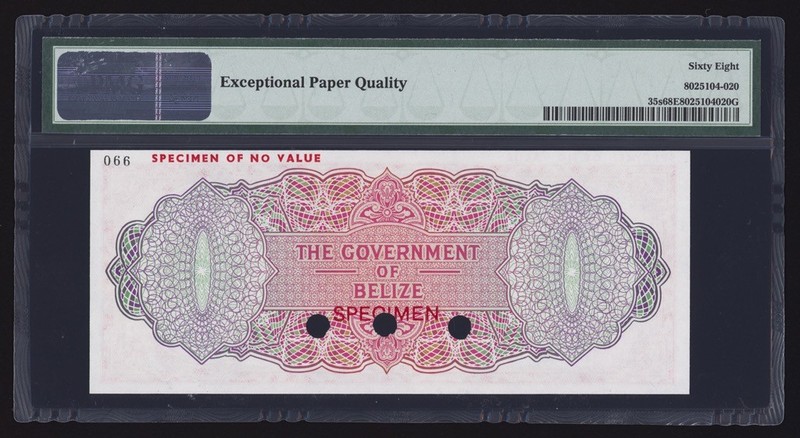 Exceptional Paper Quality
Sixty Eight
8025104-020
35s68E8025104020G
066 SPECIMEN OF NO VALUE
THE GOVERNMENT
OF
BELIZE
SPECIMEN